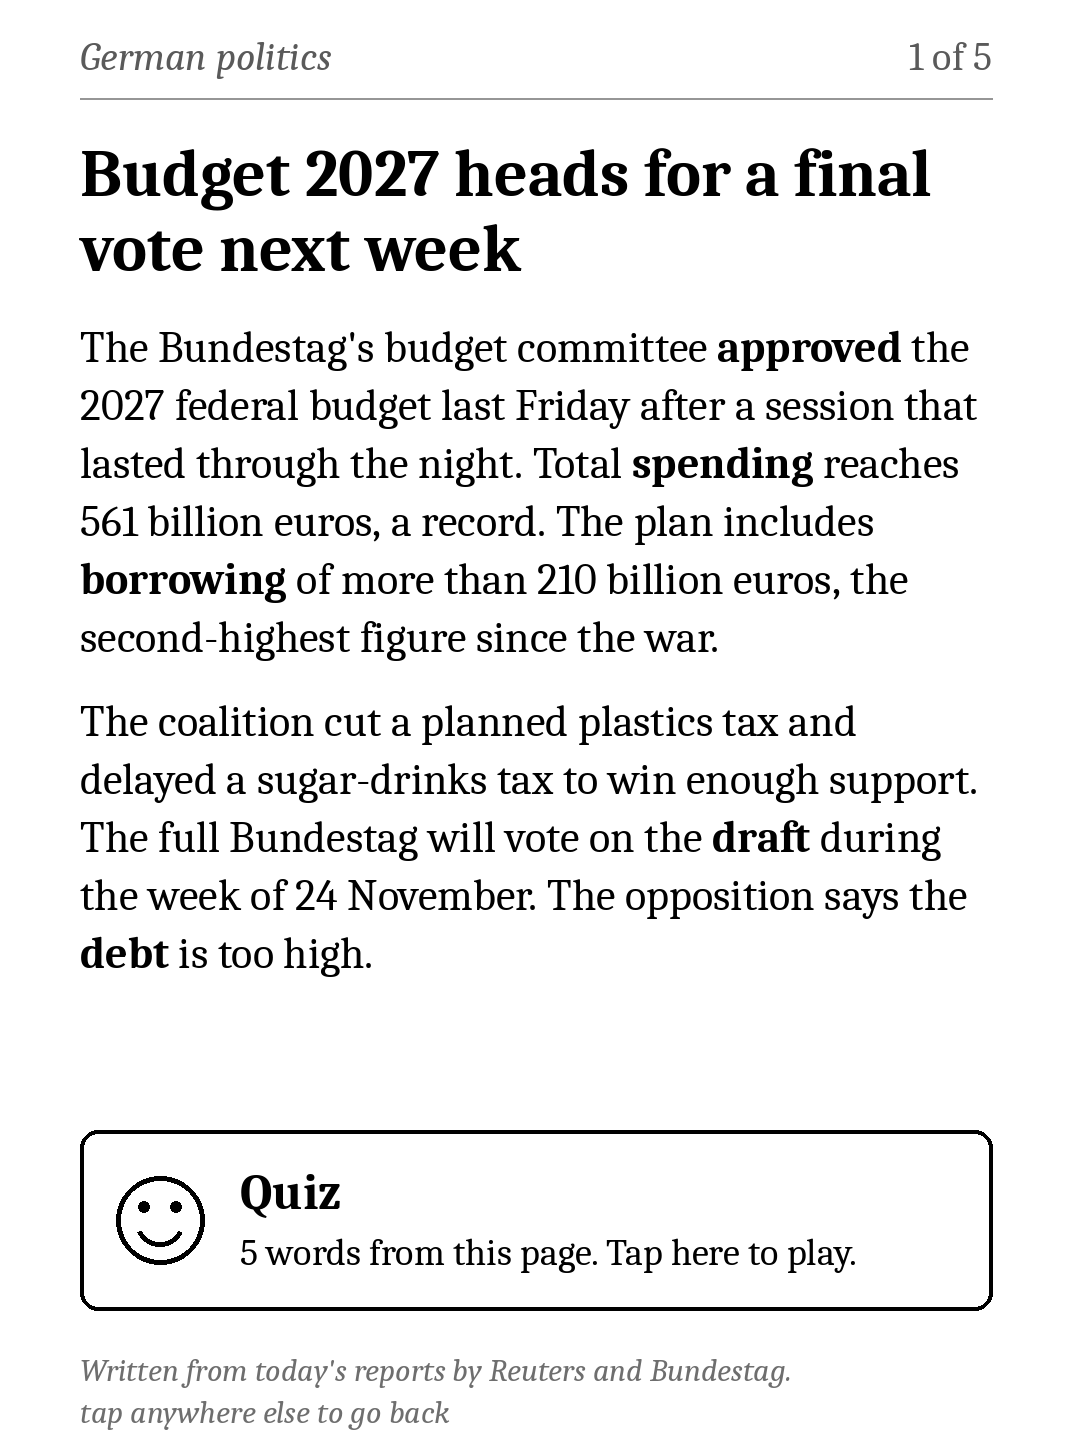 German politics
1 of 5
Budget 2027 heads for a final
vote next week
The Bundestag's budget committee approved the
2027 federal budget last Friday after a session that
lasted through the night. Total spending reaches
561 billion euros, a record. The plan includes
borrowing of more than 210 billion euros, the
second-highest figure since the war.
The coalition cut a planned plastics tax and
delayed a sugar-drinks tax to win enough support.
The full Bundestag will vote on the draft during
the week of 24 November. The opposition says the
debt is too high.
Quiz
5 words from this page. Tap here to play.
Written from today's reports by Reuters and Bundestag.
tap anywhere else to go back